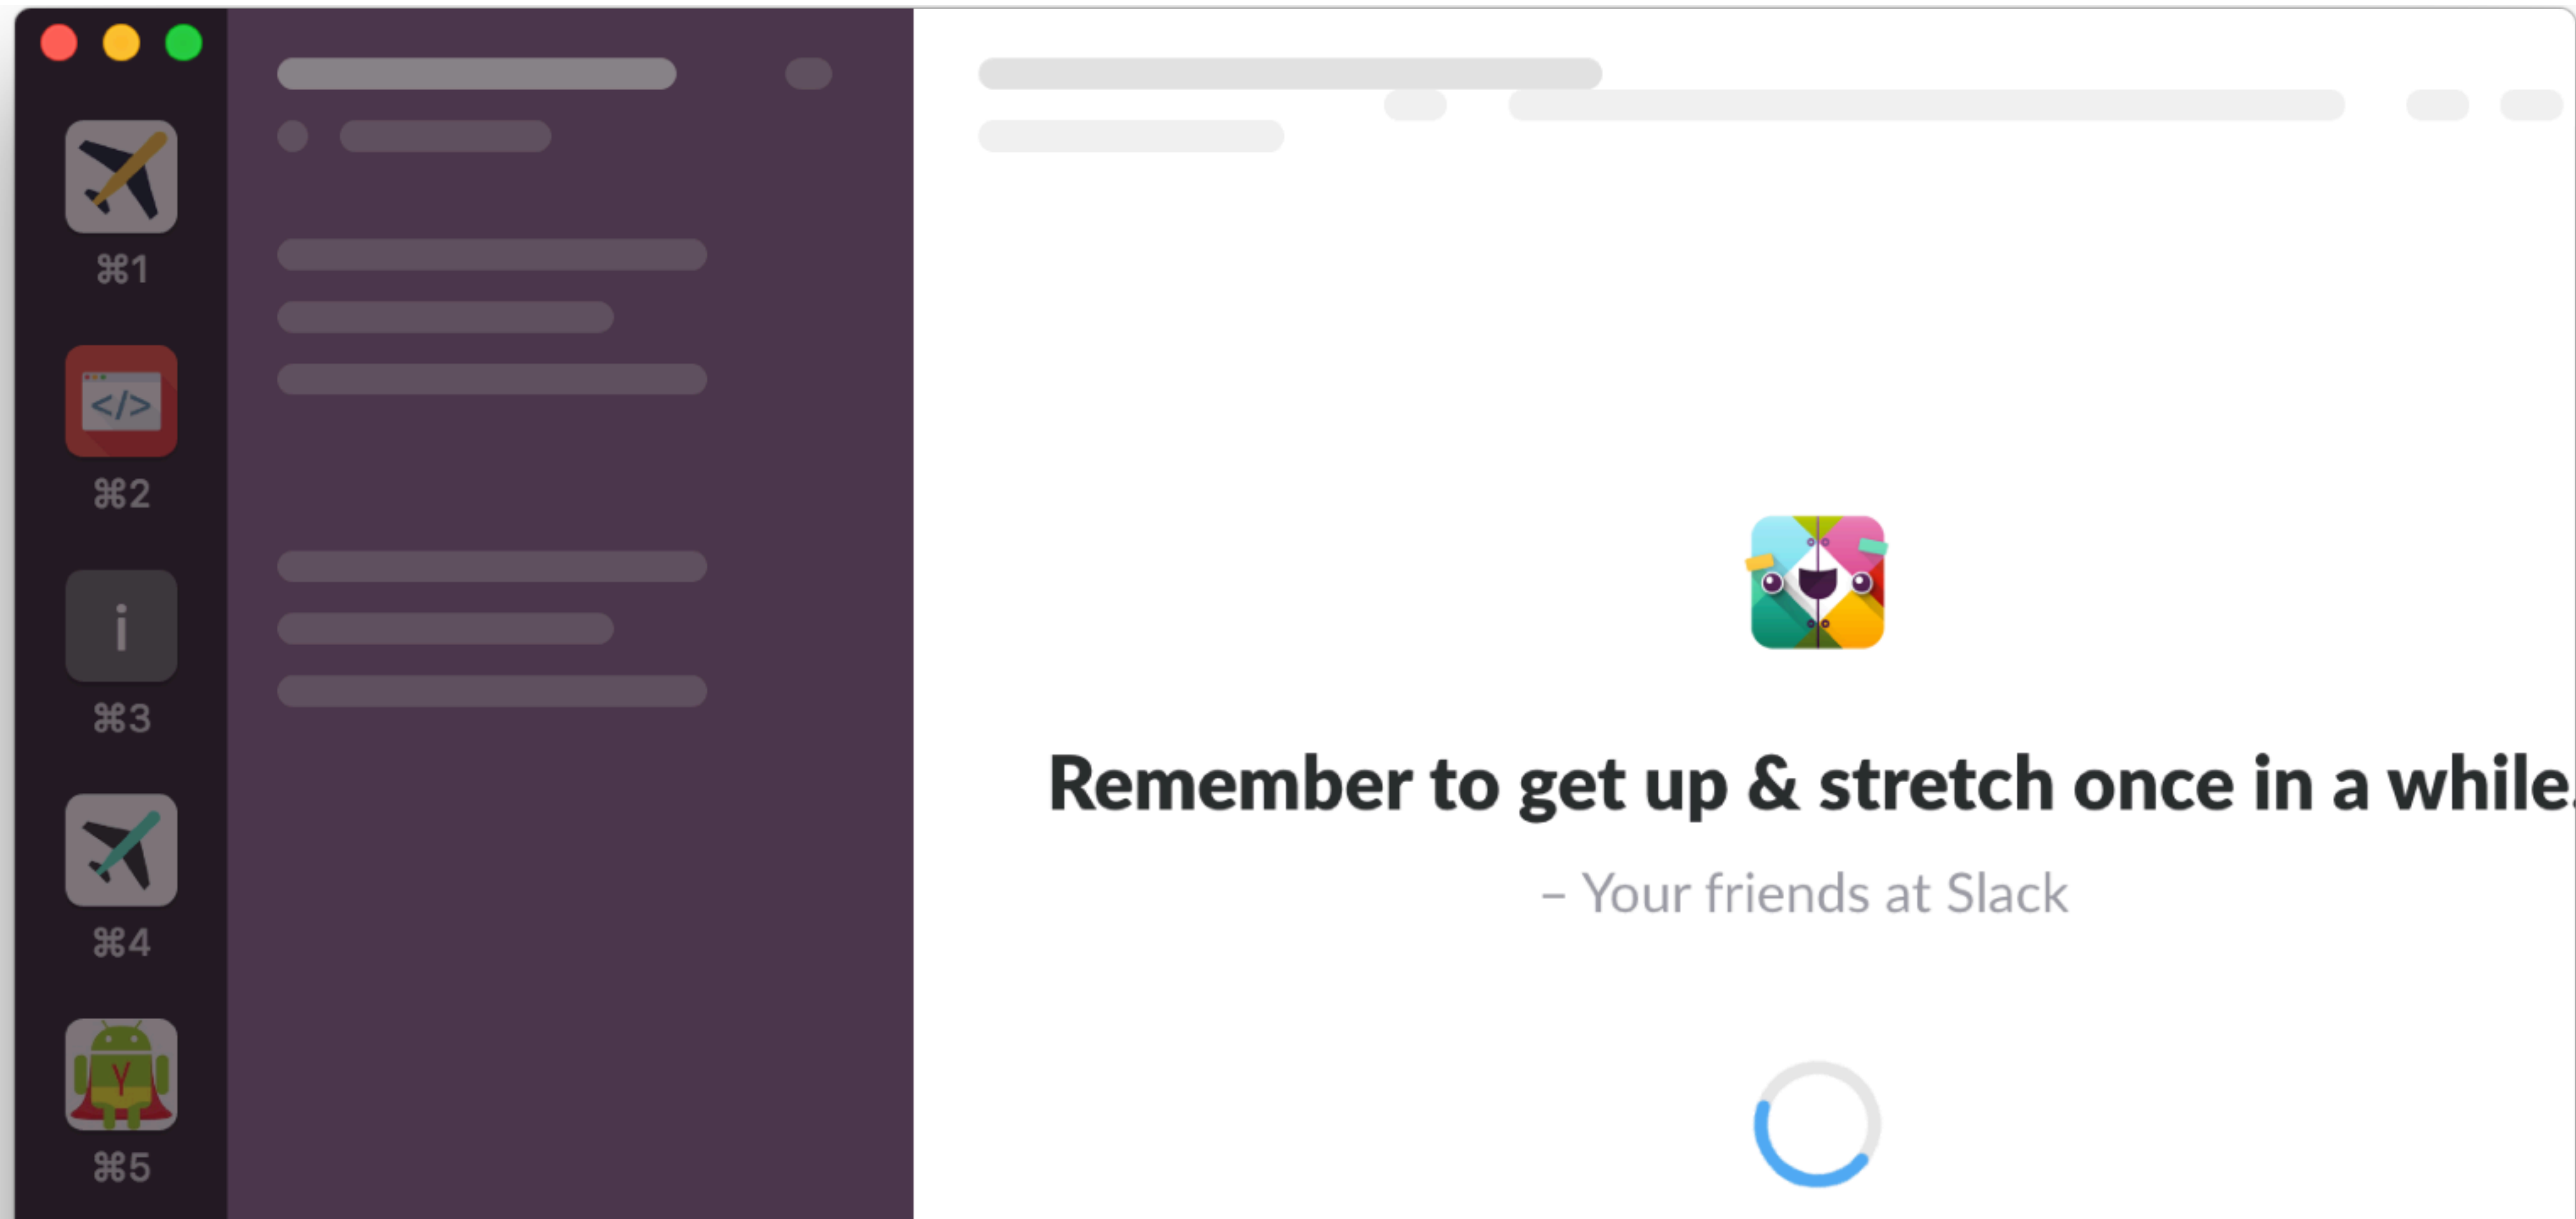 ⌘1
</>
⌘2
i
⌘3
⌘4
Y
⌘5
Remember to get up & stretch once in a while.
– Your friends at Slack